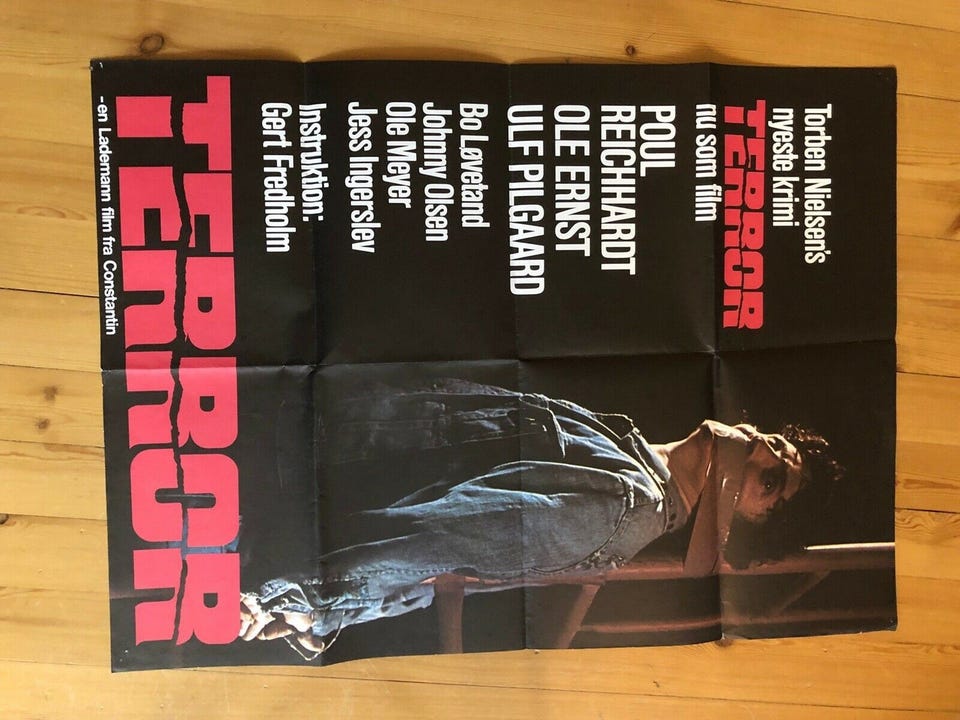 Torben Nielsen's
nyeste krimi
TERROR
nu som film
POUL
REICHHARDT
OLE ERNST
ULF PILGAARD
Bo Løvetand
Johnny Olsen
Ole Meyer
Jess Ingerslev
Instruktion:
Gert Fredholm
TERROR
-en Lademann film fra Constantin